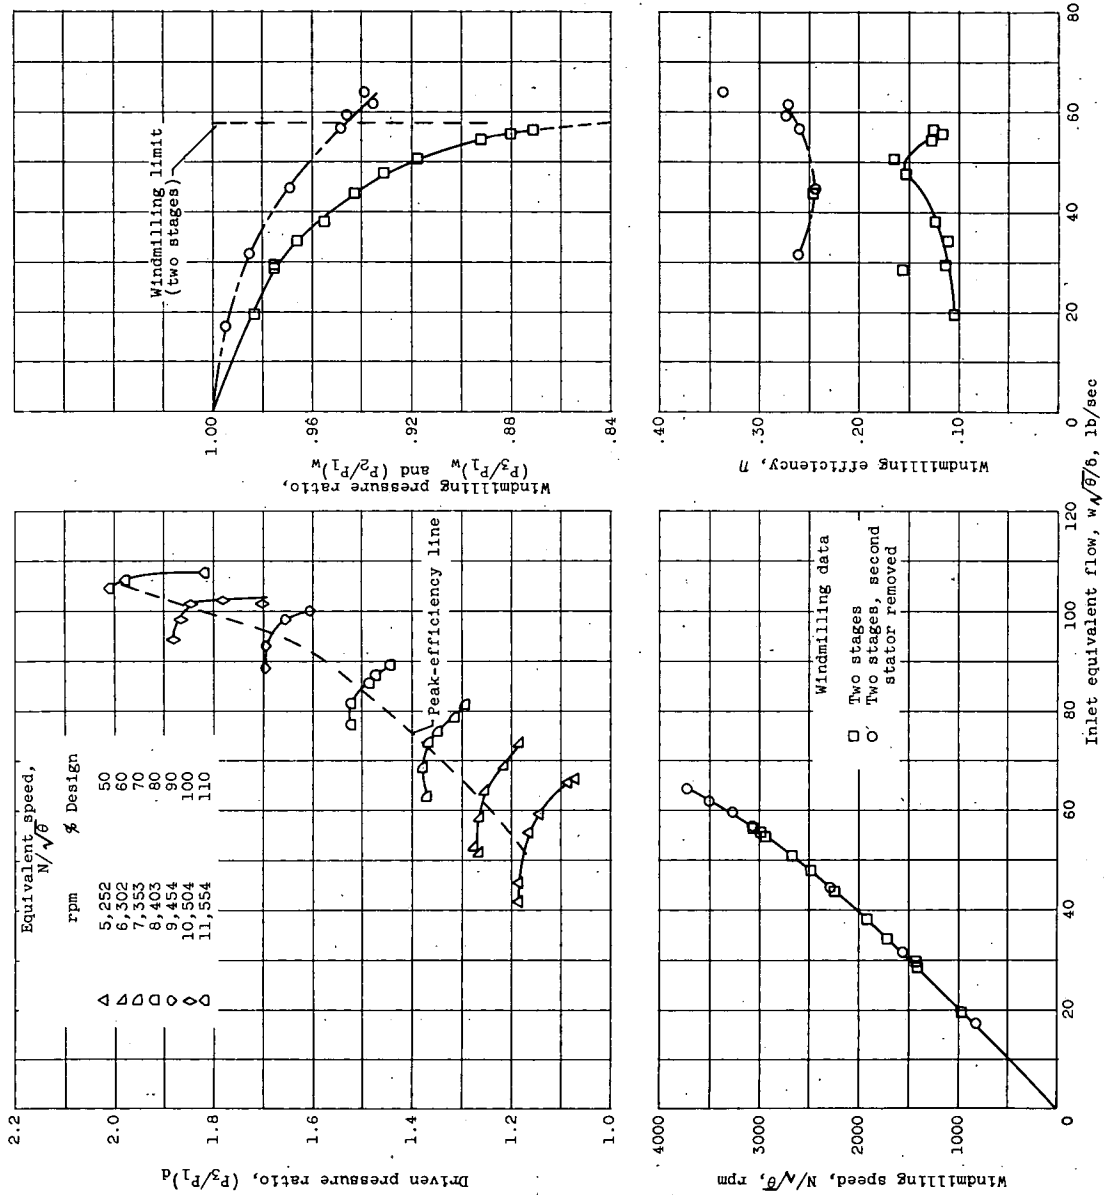 2.2
2.0
1.8
1.6
1.4
1.2
1.0
Driven pressure ratio, (P₃/P₁)d
Equivalent speed,
N/√θ
rpm % Design
5,252 50
6,302 60
7,353 70
8,403 80
9,454 90
10,504 100
11,554 110
Peak-efficiency line
1.00
.96
.92
.88
.84
Windmilling pressure ratio,
(P₃/P₁)w and (P₂/P₁)w
Windmilling limit
(two stages)
4000
3000
2000
1000
Windmilling speed, N/√θ, rpm
Windmilling data
□ Two stages
○ Two stages, second
stator removed
0 20 40 60 80 100 120
.40
.30
.20
.10
Windmilling efficiency, η
0 20 40 60 80
Inlet equivalent flow, w√θ/δ, lb/sec